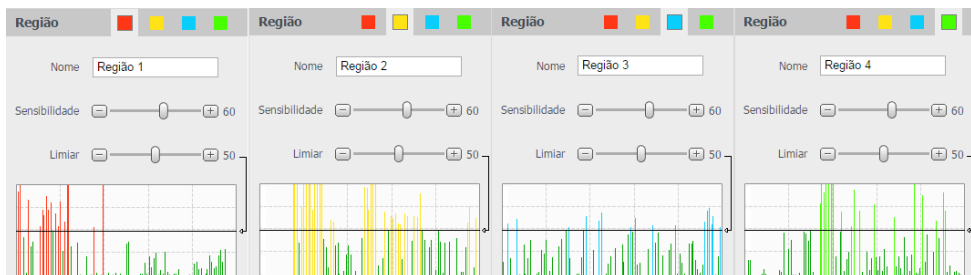 Região
Nome Região 1
Sensibilidade 60
Limiar 50
Região
Nome Região 2
Sensibilidade 60
Limiar 50
Região
Nome Região 3
Sensibilidade 60
Limiar 50
Região
Nome Região 4
Sensibilidade 60
Limiar 50